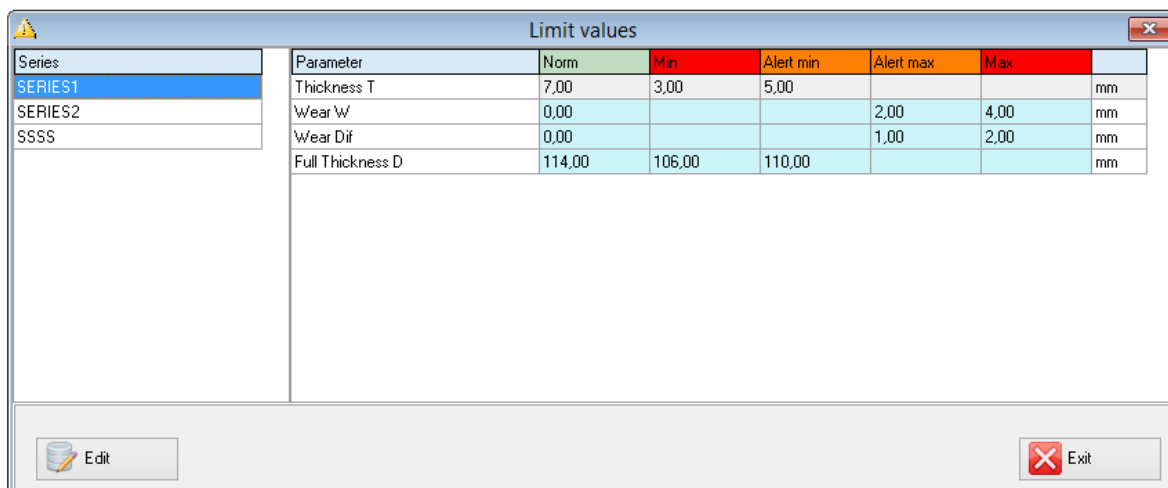 Limit values
Series
SERIES1
SERIES2
SSSS
Parameter Norm Min Alert min Alert max Max
Thickness T 7,00 3,00 5,00 mm
Wear W 0,00 2,00 4,00 mm
Wear Dif 0,00 1,00 2,00 mm
Full Thickness D 114,00 106,00 110,00 mm
Edit
Exit